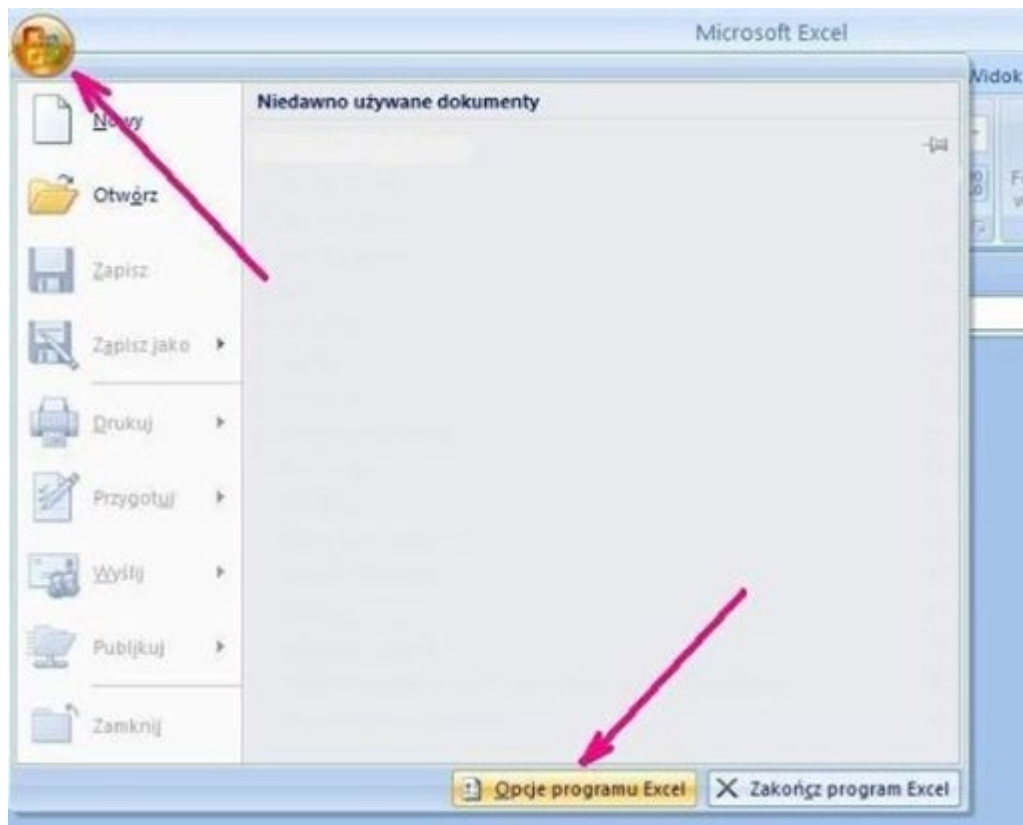 Microsoft Excel
Widok
Niedawno używane dokumenty
Nowy
Otwórz
Zapisz
Zapisz jako
Drukuj
Przygotuj
Wyślij
Publikuj
Zamknij
Opcje programu Excel
Zakończ program Excel